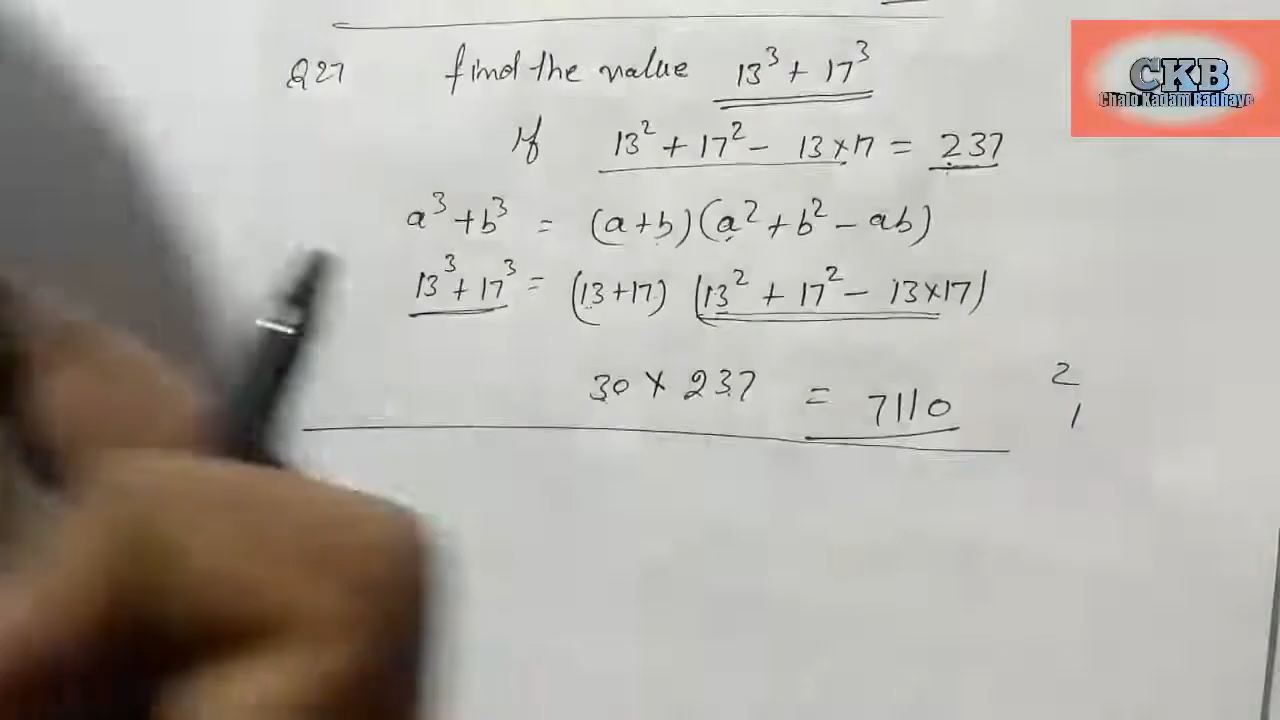 CKB
Chalo Kadam Badhaye
Q27 find the value 13³ + 17³
If 13² + 17² - 13×17 = 237
a³ + b³ = (a+b)(a² + b² - ab)
13³ + 17³ = (13+17) (13² + 17² - 13×17)
30 × 237 = 7110
2
1